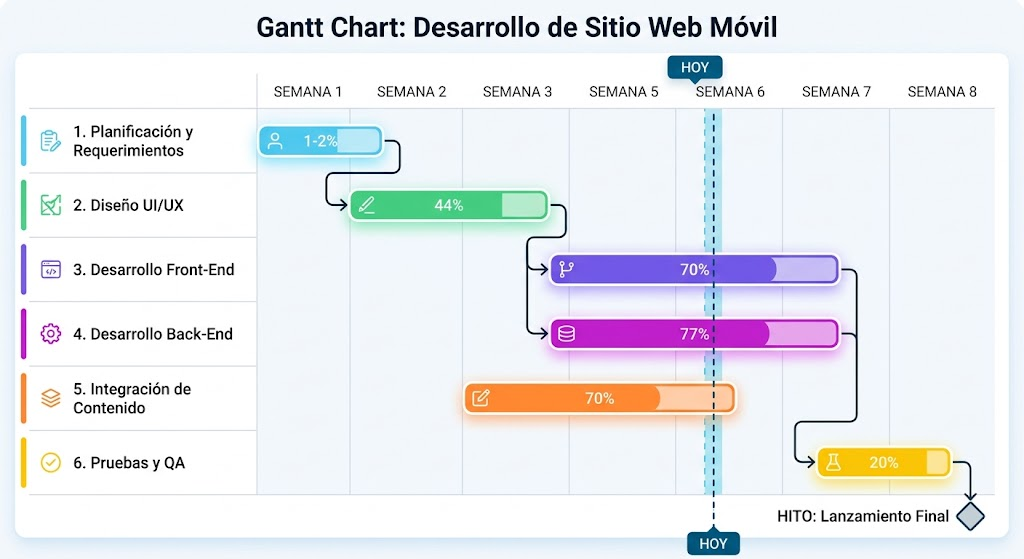 Gantt Chart: Desarrollo de Sitio Web Móvil
HOY
SEMANA 1
SEMANA 2
SEMANA 3
SEMANA 5
SEMANA 6
SEMANA 7
SEMANA 8
1. Planificación y
Requerimientos
1-2%
2. Diseño UI/UX
44%
3. Desarrollo Front-End
70%
4. Desarrollo Back-End
77%
5. Integración de
Contenido
70%
6. Pruebas y QA
20%
HITO: Lanzamiento Final
HOY